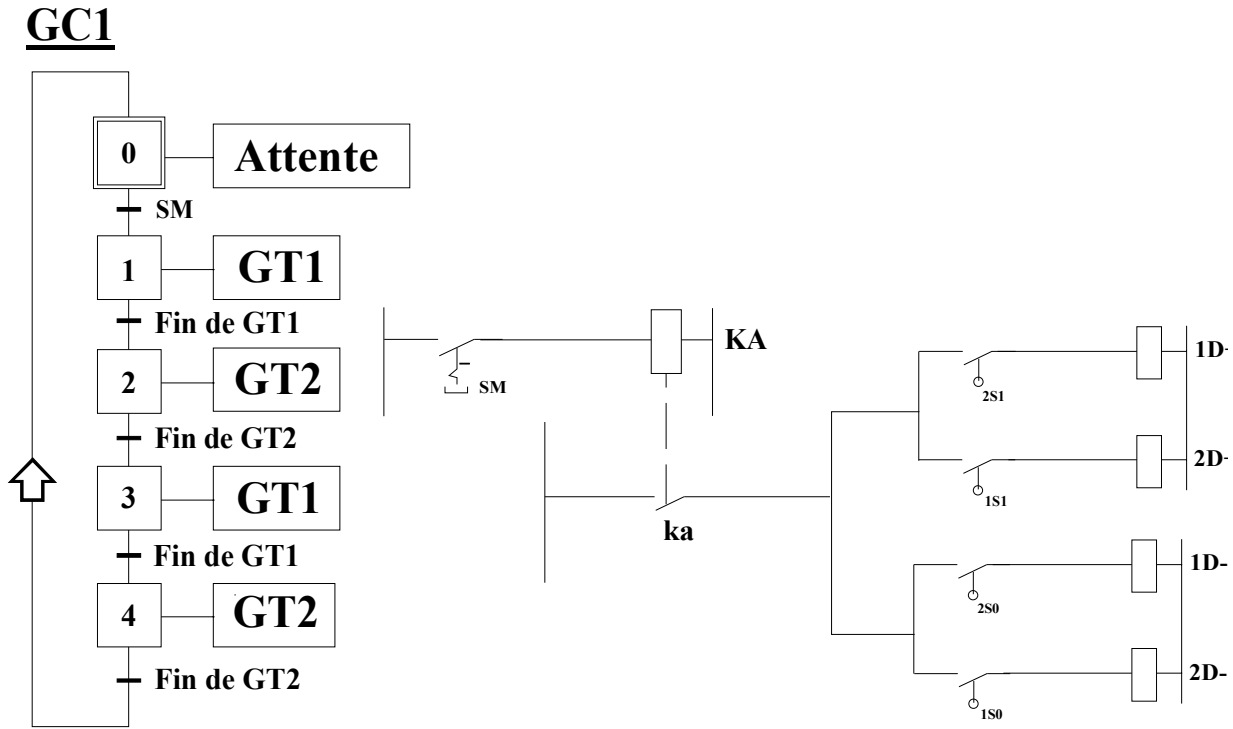 GC1
0
Attente
SM
1
GT1
Fin de GT1
2
GT2
Fin de GT2
3
GT1
Fin de GT1
4
GT2
Fin de GT2
KA
SM
ka
1D+
2S1
2D+
1S1
1D-
2S0
2D-
1S0